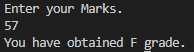 Enter your Marks.
57
You have obtained F grade.